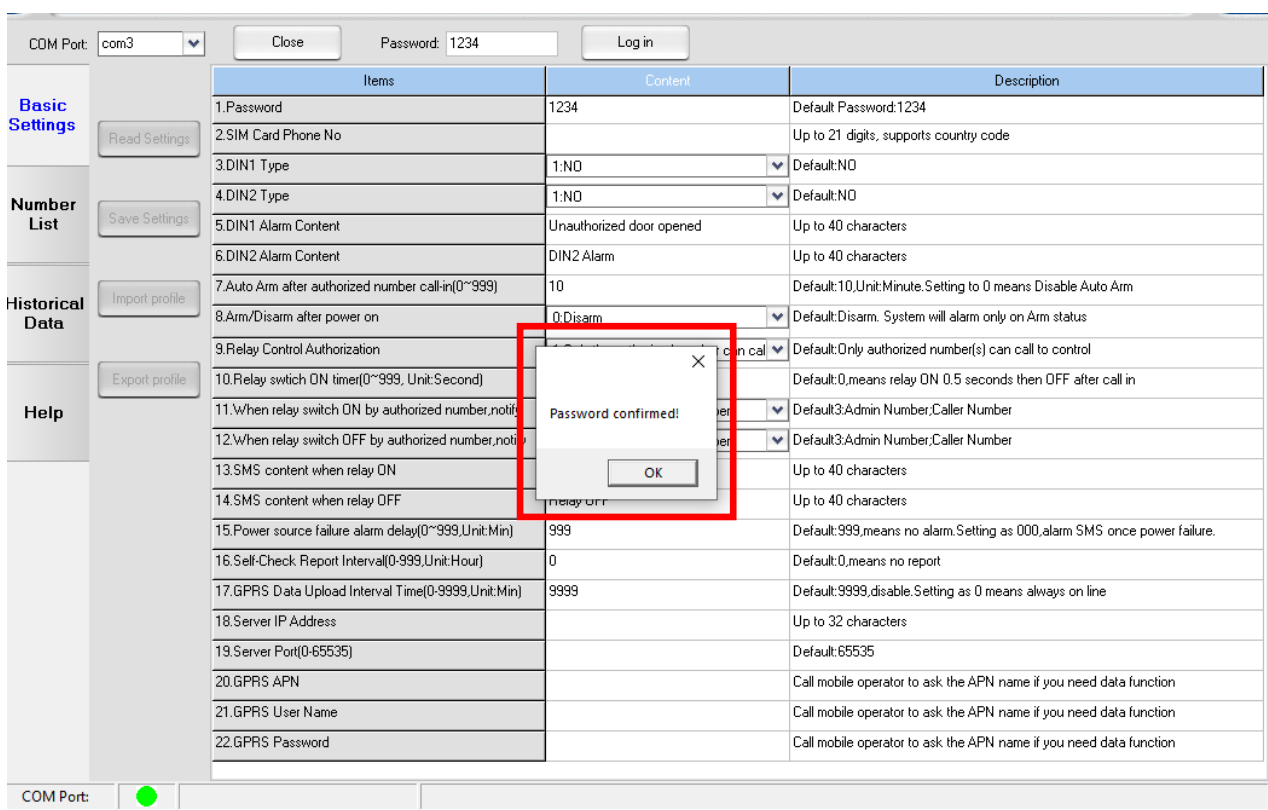 COM Port: com3 Close Password: 1234 Log in
Items Content Description
Basic Settings
Number List
Historical Data
Help
Read Settings
Save Settings
Import profile
Export profile
1.Password 1234 Default Password:1234
2.SIM Card Phone No Up to 21 digits, supports country code
3.DIN1 Type 1:NO Default:NO
4.DIN2 Type 1:NO Default:NO
5.DIN1 Alarm Content Unauthorized door opened Up to 40 characters
6.DIN2 Alarm Content DIN2 Alarm Up to 40 characters
7.Auto Arm after authorized number call-in(0~999) 10 Default:10,Unit:Minute.Setting to 0 means Disable Auto Arm
8.Arm/Disarm after power on 0:Disarm Default:Disarm. System will alarm only on Arm status
9.Relay Control Authorization can cal Default:Only authorized number(s) can call to control
10.Relay swtich ON timer(0~999, Unit:Second) Default:0,means relay ON 0.5 seconds then OFF after call in
11.When relay switch ON by authorized number,notify Default3:Admin Number;Caller Number
12.When relay switch OFF by authorized number,notify Default3:Admin Number;Caller Number
13.SMS content when relay ON Up to 40 characters
14.SMS content when relay OFF Relay OFF Up to 40 characters
15.Power source failure alarm delay(0~999,Unit:Min) 999 Default:999,means no alarm.Setting as 000,alarm SMS once power failure.
16.Self-Check Report Interval(0-999,Unit:Hour) 0 Default:0,means no report
17.GPRS Data Upload Interval Time(0-9999,Unit:Min) 9999 Default:9999,disable.Setting as 0 means always on line
18.Server IP Address Up to 32 characters
19.Server Port(0-65535) Default:65535
20.GPRS APN Call mobile operator to ask the APN name if you need data function
21.GPRS User Name Call mobile operator to ask the APN name if you need data function
22.GPRS Password Call mobile operator to ask the APN name if you need data function
Password confirmed!
OK
COM Port: